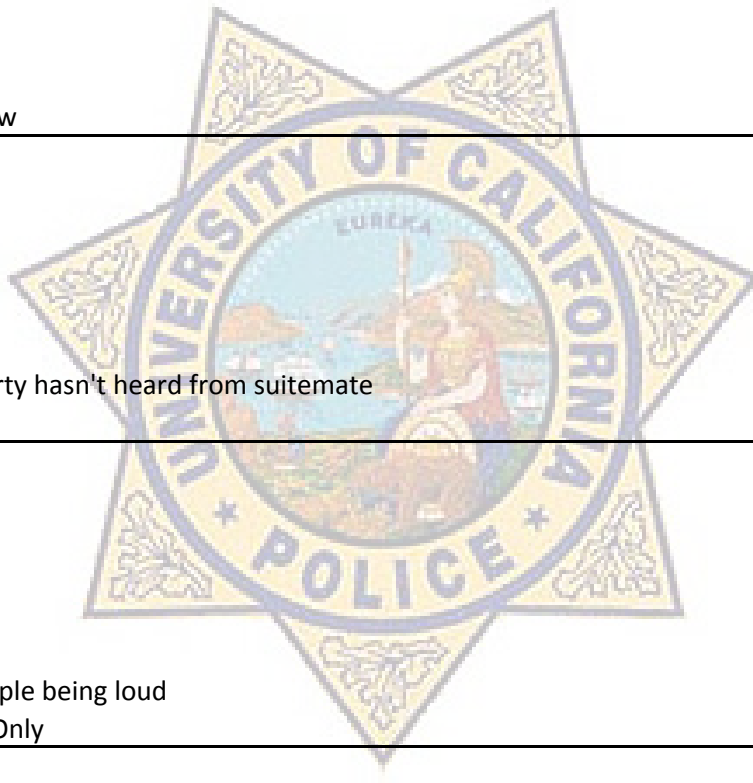 w
UNIVERSITY OF CALIFORNIA
EUREKA
rty hasn't heard from suitemate
POLICE
ple being loud
Only